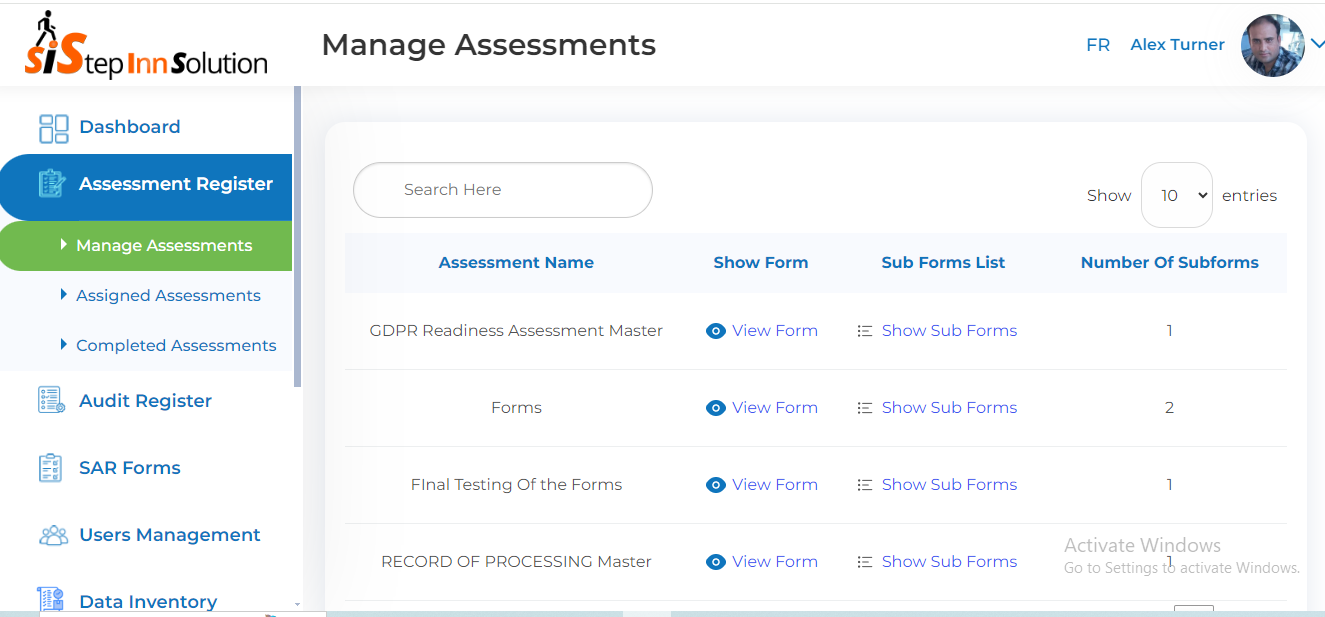 SiStep Inn Solution
Manage Assessments
FR Alex Turner
Dashboard
Assessment Register
Manage Assessments
Assigned Assessments
Completed Assessments
Audit Register
SAR Forms
Users Management
Data Inventory
Search Here
Show 10 entries
Assessment Name Show Form Sub Forms List Number Of Subforms
GDPR Readiness Assessment Master View Form Show Sub Forms 1
Forms View Form Show Sub Forms 2
FInal Testing Of the Forms View Form Show Sub Forms 1
RECORD OF PROCESSING Master View Form Show Sub Forms 1
Activate Windows
Go to Settings to activate Windows.